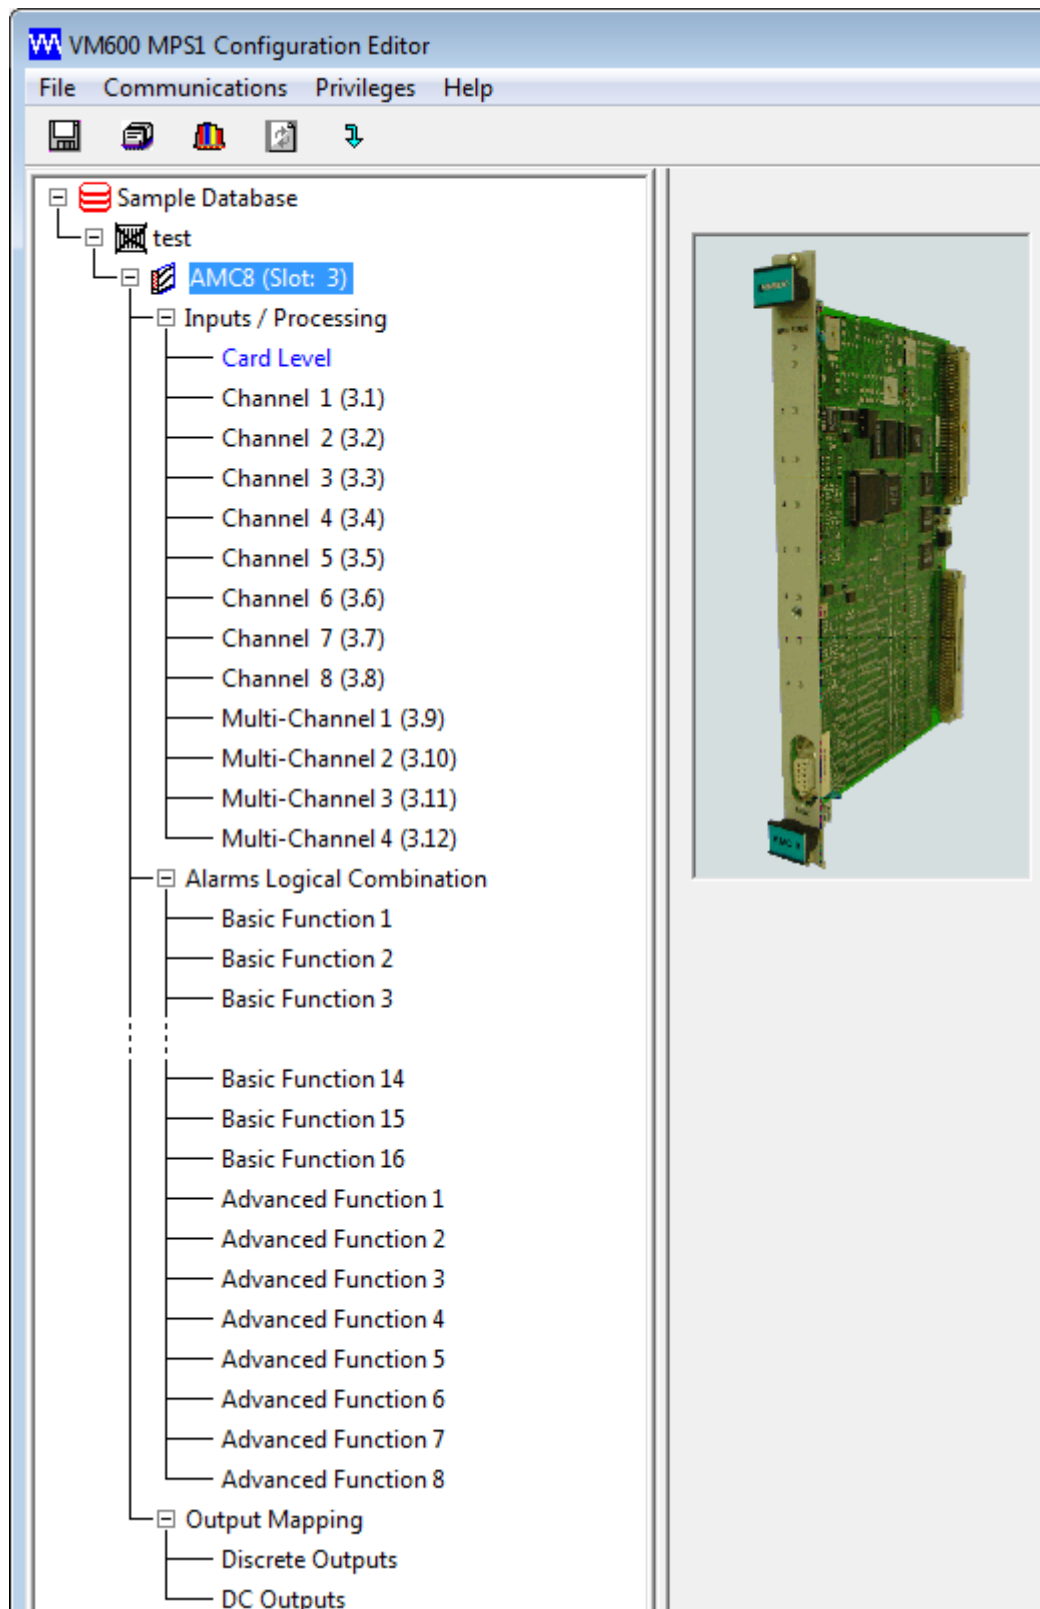 VM600 MPS1 Configuration Editor
File Communications Privileges Help
Sample Database
test
AMC8 (Slot: 3)
Inputs / Processing
Card Level
Channel 1 (3.1)
Channel 2 (3.2)
Channel 3 (3.3)
Channel 4 (3.4)
Channel 5 (3.5)
Channel 6 (3.6)
Channel 7 (3.7)
Channel 8 (3.8)
Multi-Channel 1 (3.9)
Multi-Channel 2 (3.10)
Multi-Channel 3 (3.11)
Multi-Channel 4 (3.12)
Alarms Logical Combination
Basic Function 1
Basic Function 2
Basic Function 3
Basic Function 14
Basic Function 15
Basic Function 16
Advanced Function 1
Advanced Function 2
Advanced Function 3
Advanced Function 4
Advanced Function 5
Advanced Function 6
Advanced Function 7
Advanced Function 8
Output Mapping
Discrete Outputs
DC Outputs
AMC 8